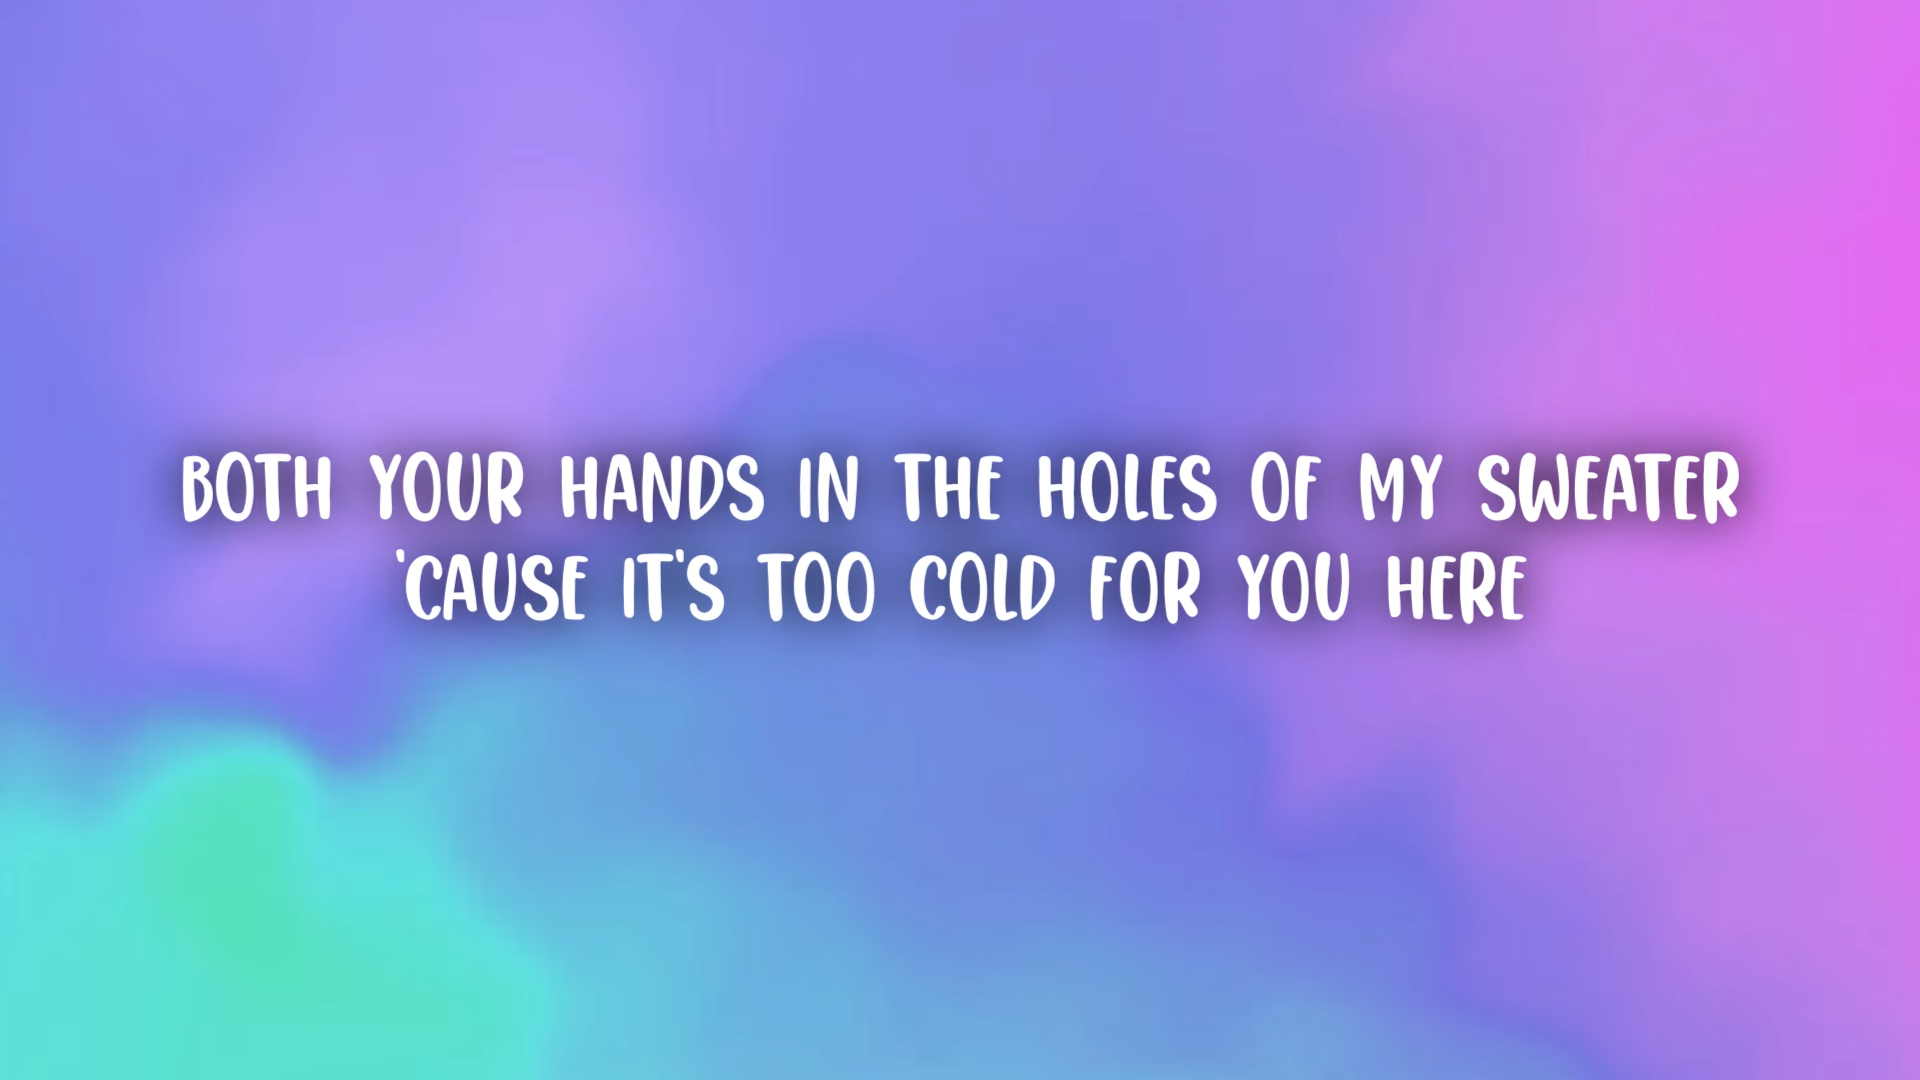 BOTH YOUR HANDS IN THE HOLES OF MY SWEATER
'CAUSE IT'S TOO COLD FOR YOU HERE